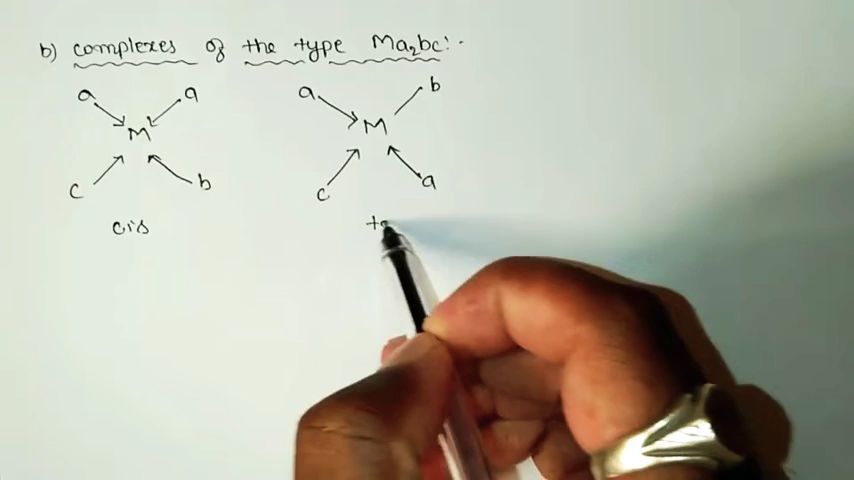 b) complexes of the type Ma₂bc:-
a a a b
M M
c b c a
cis